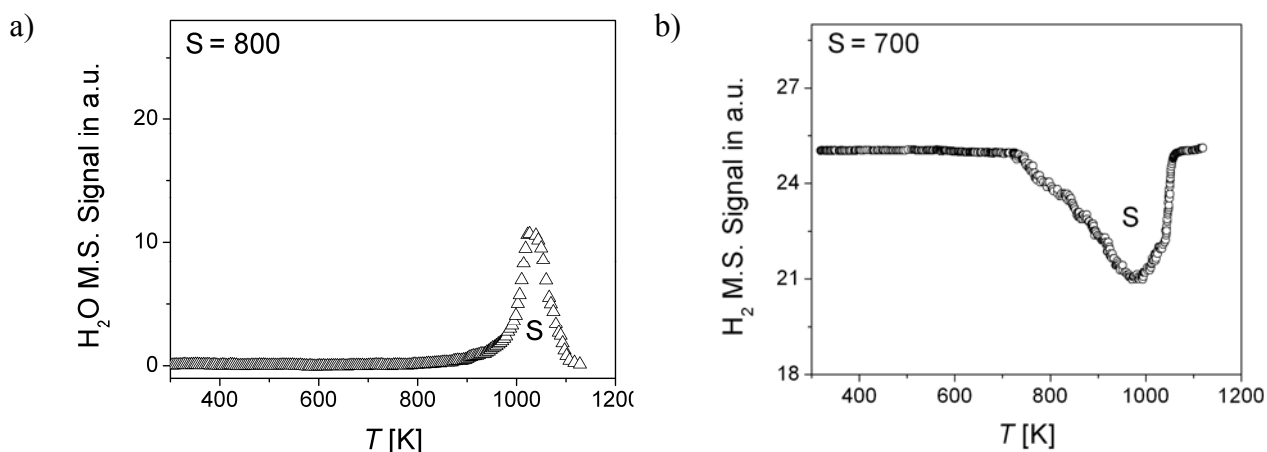 a)
S = 800
H₂O M.S. Signal in a.u.
20
10
0
S
400 600 800 1000 1200
T [K]
b)
S = 700
H₂ M.S. Signal in a.u.
27
24
21
18
S
400 600 800 1000 1200
T [K]